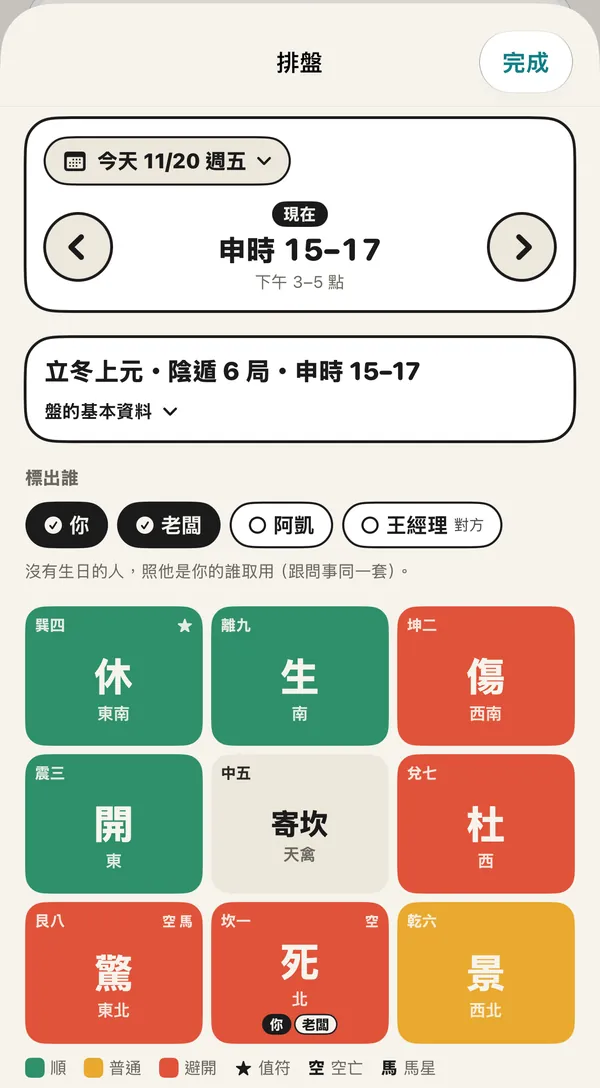 排盤
完成
今天 11/20 週五
現在
申時 15–17
下午 3–5 點
立冬上元・陰遁 6 局・申時 15–17
盤的基本資料
標出誰
你 老闆 阿凱 王經理 對方
沒有生日的人，照他是你的誰取用（跟問事同一套）。
巽四 ★
休
東南
離九
生
南
坤二
傷
西南
震三
開
東
中五
寄坎
天禽
兌七
杜
西
艮八 空 馬
驚
東北
坎一 空
死
北
你 老闆
乾六
景
西北
順 普通 避開 ★ 值符 空 空亡 馬 馬星